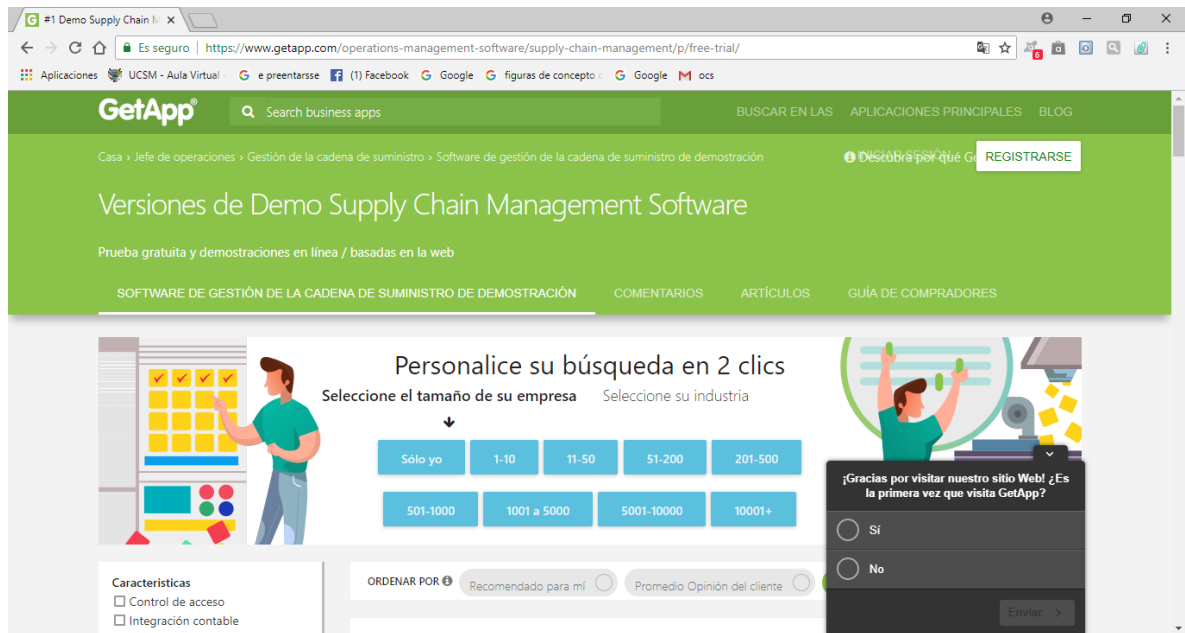 #1 Demo Supply Chain M
Es seguro | https://www.getapp.com/operations-management-software/supply-chain-management/p/free-trial/
6
Aplicaciones UCSM - Aula Virtual - e preentarsse (1) Facebook Google figuras de concepto Google ocs
GetApp Search business apps BUSCAR EN LAS APLICACIONES PRINCIPALES BLOG
Casa › Jefe de operaciones › Gestión de la cadena de suministro › Software de gestión de la cadena de suministro de demostración INICIAR SESIÓN Descubra por qué REGISTRARSE
Versiones de Demo Supply Chain Management Software
Prueba gratuita y demostraciones en línea / basadas en la web
SOFTWARE DE GESTIÓN DE LA CADENA DE SUMINISTRO DE DEMOSTRACIÓN COMENTARIOS ARTÍCULOS GUÍA DE COMPRADORES
Personalice su búsqueda en 2 clics
Seleccione el tamaño de su empresa Seleccione su industria
Sólo yo 1-10 11-50 51-200 201-500
501-1000 1001 a 5000 5001-10000 10001+
¡Gracias por visitar nuestro sitio Web! ¿Es
la primera vez que visita GetApp?
Sí
No
Enviar
Caracteristicas
Control de acceso
Integración contable
ORDENAR POR Recomendado para mí Promedio Opinión del cliente